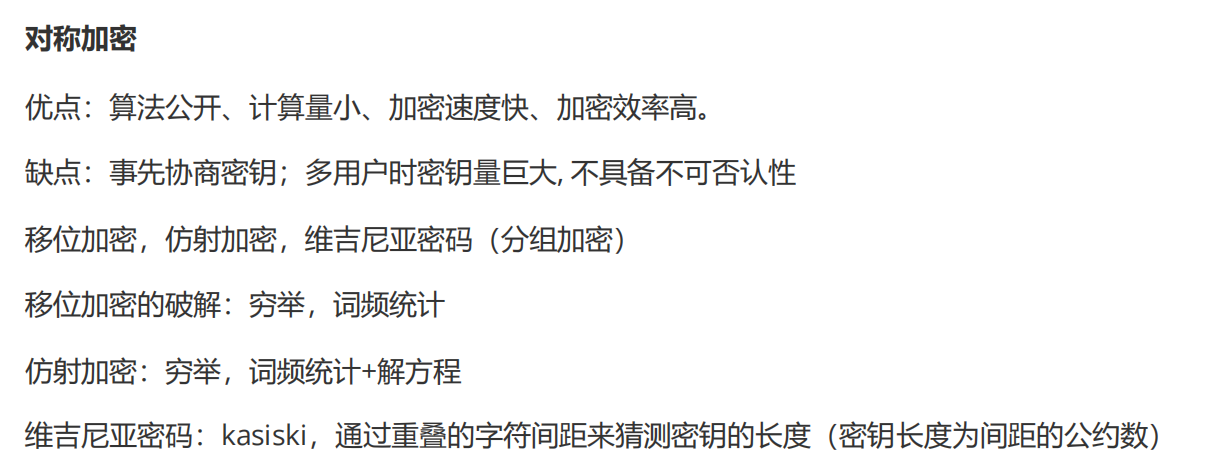 对称加密
优点：算法公开、计算量小、加密速度快、加密效率高。
缺点：事先协商密钥；多用户时密钥量巨大, 不具备不可否认性
移位加密，仿射加密，维吉尼亚密码（分组加密）
移位加密的破解：穷举，词频统计
仿射加密：穷举，词频统计+解方程
维吉尼亚密码：kasiski，通过重叠的字符间距来猜测密钥的长度（密钥长度为间距的公约数）